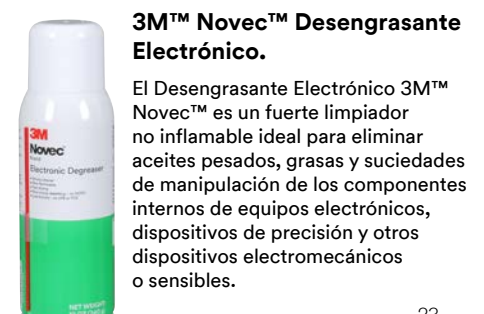 3M™ Novec™ Desengrasante
Electrónico.
El Desengrasante Electrónico 3M™
Novec™ es un fuerte limpiador
no inflamable ideal para eliminar
aceites pesados, grasas y suciedades
de manipulación de los componentes
internos de equipos electrónicos,
dispositivos de precisión y otros
dispositivos electromecánicos
o sensibles.
3M
Novec
Electronic Degreaser
NET WEIGHT